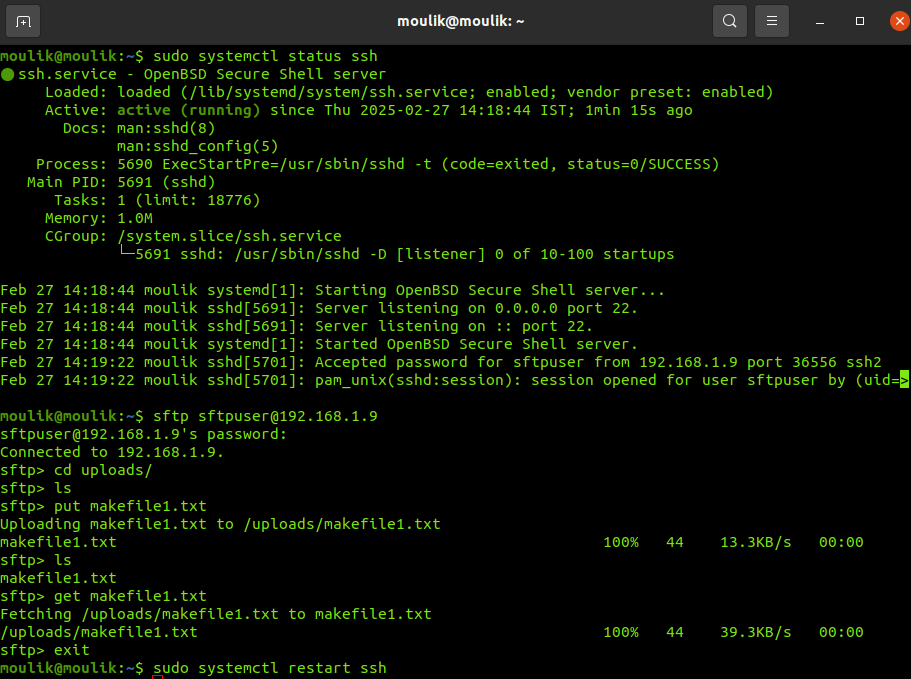 moulik@moulik: ~
moulik@moulik:~$ sudo systemctl status ssh
● ssh.service - OpenBSD Secure Shell server
     Loaded: loaded (/lib/systemd/system/ssh.service; enabled; vendor preset: enabled)
     Active: active (running) since Thu 2025-02-27 14:18:44 IST; 1min 15s ago
       Docs: man:sshd(8)
             man:sshd_config(5)
    Process: 5690 ExecStartPre=/usr/sbin/sshd -t (code=exited, status=0/SUCCESS)
   Main PID: 5691 (sshd)
      Tasks: 1 (limit: 18776)
     Memory: 1.0M
     CGroup: /system.slice/ssh.service
             └─5691 sshd: /usr/sbin/sshd -D [listener] 0 of 10-100 startups
Feb 27 14:18:44 moulik systemd[1]: Starting OpenBSD Secure Shell server...
Feb 27 14:18:44 moulik sshd[5691]: Server listening on 0.0.0.0 port 22.
Feb 27 14:18:44 moulik sshd[5691]: Server listening on :: port 22.
Feb 27 14:18:44 moulik systemd[1]: Started OpenBSD Secure Shell server.
Feb 27 14:19:22 moulik sshd[5701]: Accepted password for sftpuser from 192.168.1.9 port 36556 ssh2
Feb 27 14:19:22 moulik sshd[5701]: pam_unix(sshd:session): session opened for user sftpuser by (uid=>
moulik@moulik:~$ sftp sftpuser@192.168.1.9
sftpuser@192.168.1.9's password:
Connected to 192.168.1.9.
sftp> cd uploads/
sftp> ls
sftp> put makefile1.txt
Uploading makefile1.txt to /uploads/makefile1.txt
makefile1.txt                                                      100%   44    13.3KB/s   00:00
sftp> ls
makefile1.txt
sftp> get makefile1.txt
Fetching /uploads/makefile1.txt to makefile1.txt
/uploads/makefile1.txt                                             100%   44    39.3KB/s   00:00
sftp> exit
moulik@moulik:~$ sudo systemctl restart ssh